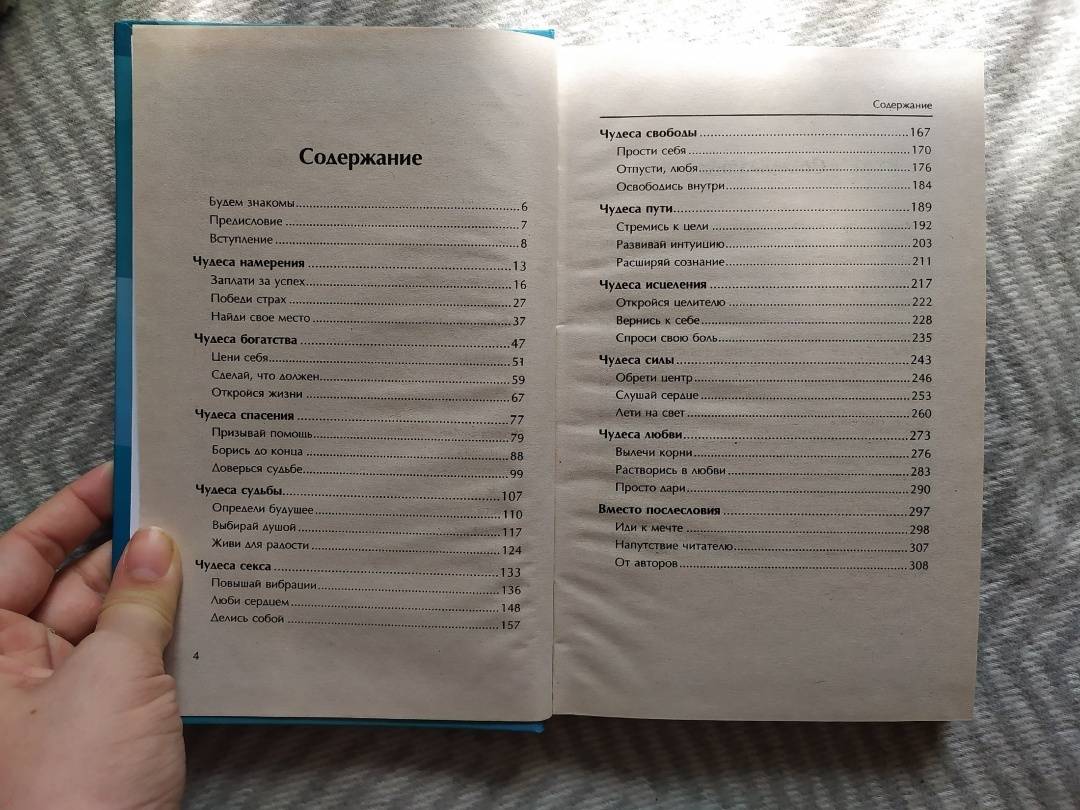 Содержание
Будем знакомы 6
Предисловие 7
Вступление 8
Чудеса намерения 13
Заплати за успех 16
Победи страх 27
Найди свое место 37
Чудеса богатства 47
Цени себя 51
Сделай, что должен 59
Откройся жизни 67
Чудеса спасения 77
Призывай помощь 79
Борись до конца 88
Доверься судьбе 99
Чудеса судьбы 107
Определи будущее 110
Выбирай душой 117
Живи для радости 124
Чудеса секса 133
Повышай вибрации 136
Люби сердцем 148
Делись собой 157
4
Содержание
Чудеса свободы 167
Прости себя 170
Отпусти, любя 176
Освободись внутри 184
Чудеса пути 189
Стремись к цели 192
Развивай интуицию 203
Расширяй сознание 211
Чудеса исцеления 217
Откройся целителю 222
Вернись к себе 228
Спроси свою боль 235
Чудеса силы 243
Обрети центр 246
Слушай сердце 253
Лети на свет 260
Чудеса любви 273
Вылечи корни 276
Растворись в любви 283
Просто дари 290
Вместо послесловия 297
Иди к мечте 298
Напутствие читателю 307
От авторов 308